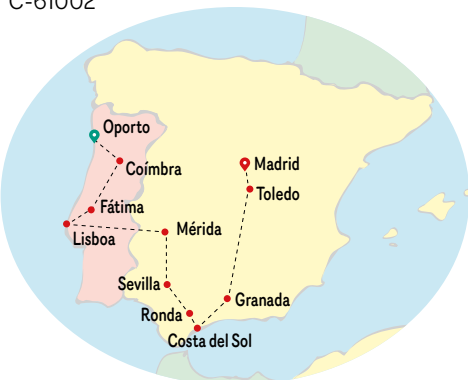 C-61002
Oporto
Coímbra
Madrid
Toledo
Fátima
Lisboa
Mérida
Sevilla
Granada
Ronda
Costa del Sol